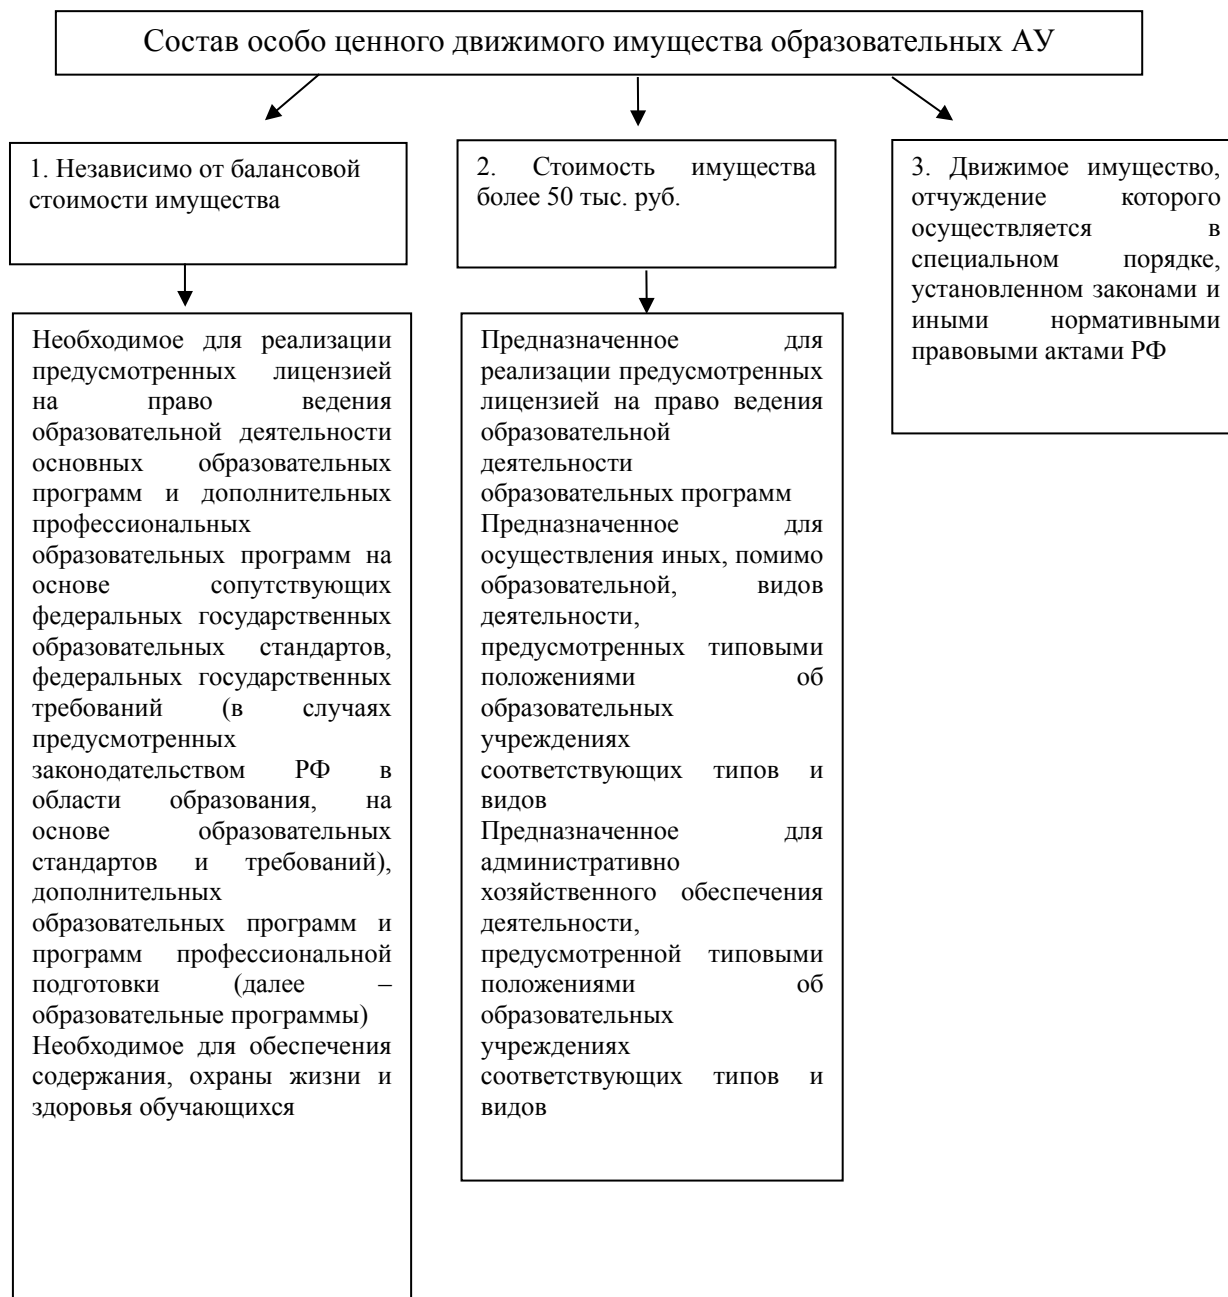 Состав особо ценного движимого имущества образовательных АУ
1. Независимо от балансовой
стоимости имущества
2. Стоимость имущества
более 50 тыс. руб.
3. Движимое имущество,
отчуждение которого
осуществляется в
специальном порядке,
установленном законами и
иными нормативными
правовыми актами РФ
Необходимое для реализации
предусмотренных лицензией
на право ведения
образовательной деятельности
основных образовательных
программ и дополнительных
профессиональных
образовательных программ на
основе сопутствующих
федеральных государственных
образовательных стандартов,
федеральных государственных
требований (в случаях
предусмотренных
законодательством РФ в
области образования, на
основе образовательных
стандартов и требований),
дополнительных
образовательных программ и
программ профессиональной
подготовки (далее –
образовательные программы)
Необходимое для обеспечения
содержания, охраны жизни и
здоровья обучающихся
Предназначенное для
реализации предусмотренных
лицензией на право ведения
образовательной
деятельности
образовательных программ
Предназначенное для
осуществления иных, помимо
образовательной, видов
деятельности,
предусмотренных типовыми
положениями об
образовательных
учреждениях
соответствующих типов и
видов
Предназначенное для
административно
хозяйственного обеспечения
деятельности,
предусмотренной типовыми
положениями об
образовательных
учреждениях
соответствующих типов и
видов